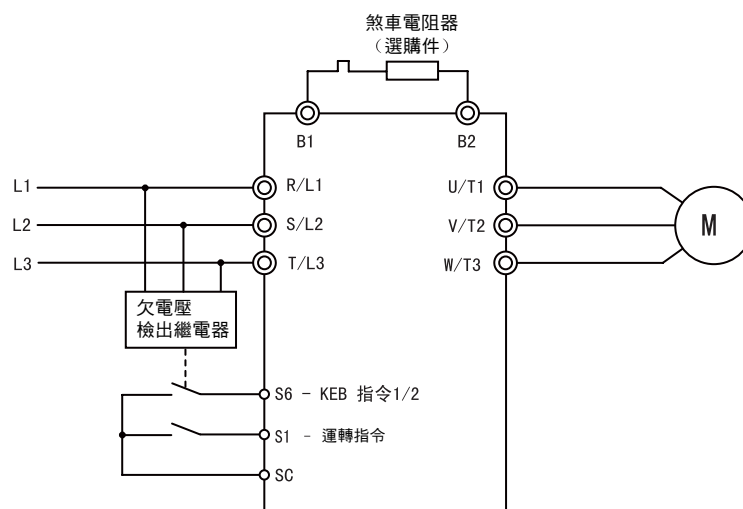 煞車電阻器
（選購件）
B1
B2
L1
R/L1
U/T1
L2
S/L2
V/T2
M
L3
T/L3
W/T3
欠電壓
檢出繼電器
S6 - KEB 指令1/2
S1 - 運轉指令
SC